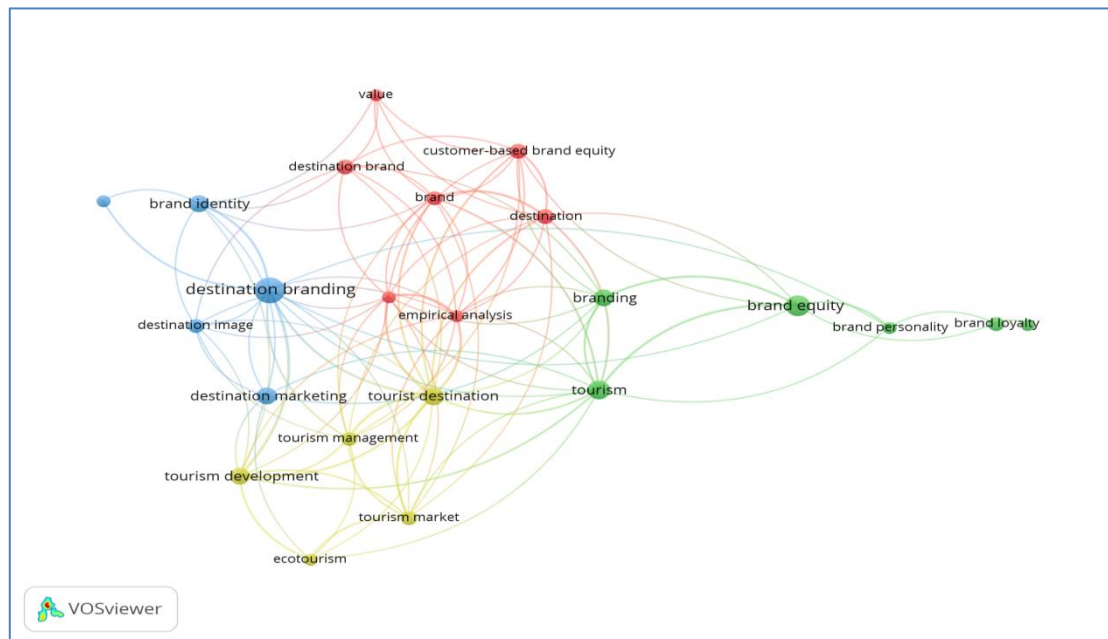 value
customer-based brand equity
destination brand
brand identity
brand
destination
destination branding
branding
brand equity
empirical analysis
destination image
brand personality
brand loyalty
destination marketing
tourist destination
tourism
tourism management
tourism development
tourism market
ecotourism
VOSviewer